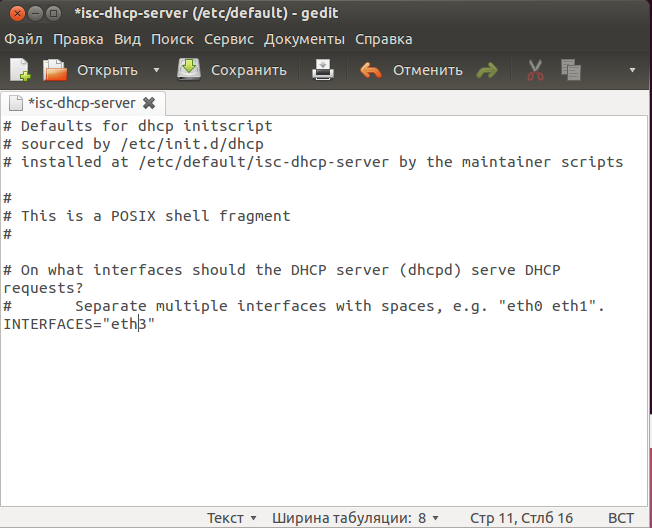 *isc-dhcp-server (/etc/default) - gedit
Файл Правка Вид Поиск Сервис Документы Справка
Открыть Сохранить Отменить
*isc-dhcp-server
# Defaults for dhcp initscript
# sourced by /etc/init.d/dhcp
# installed at /etc/default/isc-dhcp-server by the maintainer scripts
#
# This is a POSIX shell fragment
#
# On what interfaces should the DHCP server (dhcpd) serve DHCP
requests?
#       Separate multiple interfaces with spaces, e.g. "eth0 eth1".
INTERFACES="eth3"
Текст Ширина табуляции: 8 Стр 11, Стлб 16 ВСТ